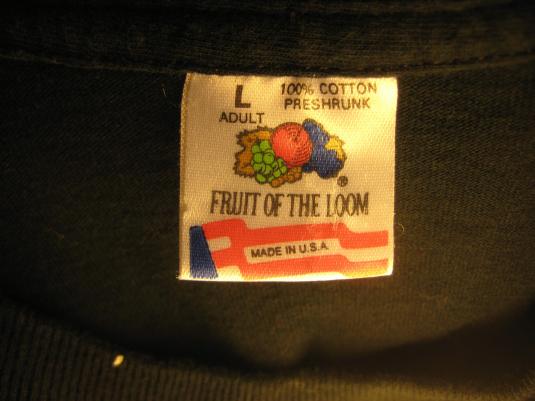 L
ADULT
100% COTTON
PRESHRUNK
®
FRUIT OF THE LOOM
MADE IN U.S.A.